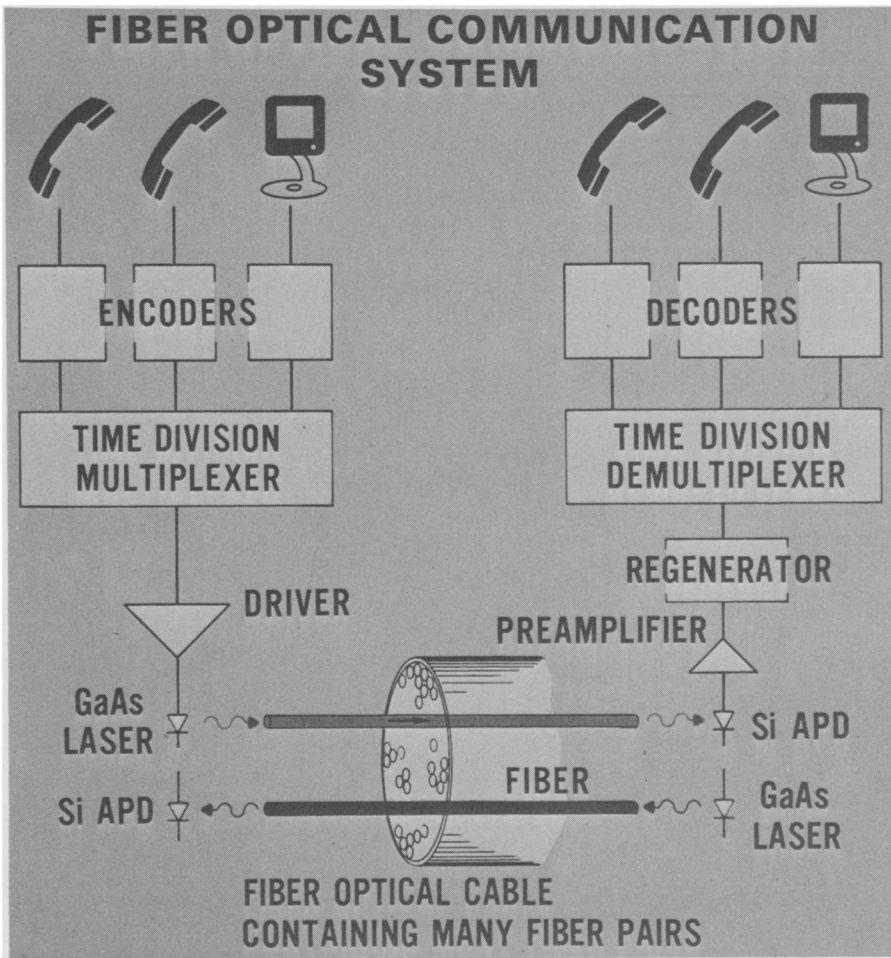 FIBER OPTICAL COMMUNICATION
SYSTEM
ENCODERS
DECODERS
TIME DIVISION
MULTIPLEXER
TIME DIVISION
DEMULTIPLEXER
REGENERATOR
DRIVER
PREAMPLIFIER
GaAs
LASER
Si APD
Si APD
FIBER
GaAs
LASER
FIBER OPTICAL CABLE
CONTAINING MANY FIBER PAIRS